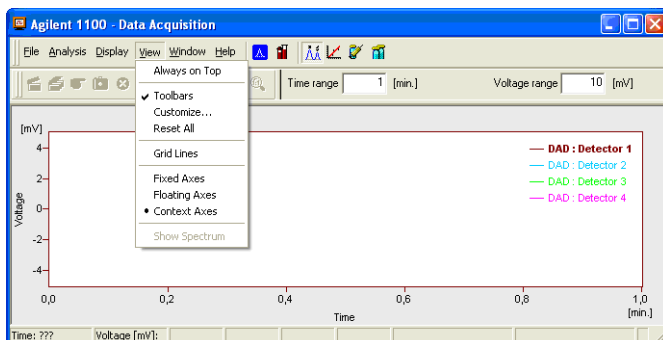 Agilent 1100 - Data Acquisition
File Analysis Display View Window Help
Always on Top
Toolbars
Customize...
Reset All
Grid Lines
Fixed Axes
Floating Axes
Context Axes
Show Spectrum
Time range 1 [min.] Voltage range 10 [mV]
[mV]
4
2
0
-2
-4
Voltage
DAD : Detector 1
DAD : Detector 2
DAD : Detector 3
DAD : Detector 4
0,0 0,2 0,4 0,6 0,8 1,0
Time [min.]
Time: ??? Voltage [mV]: